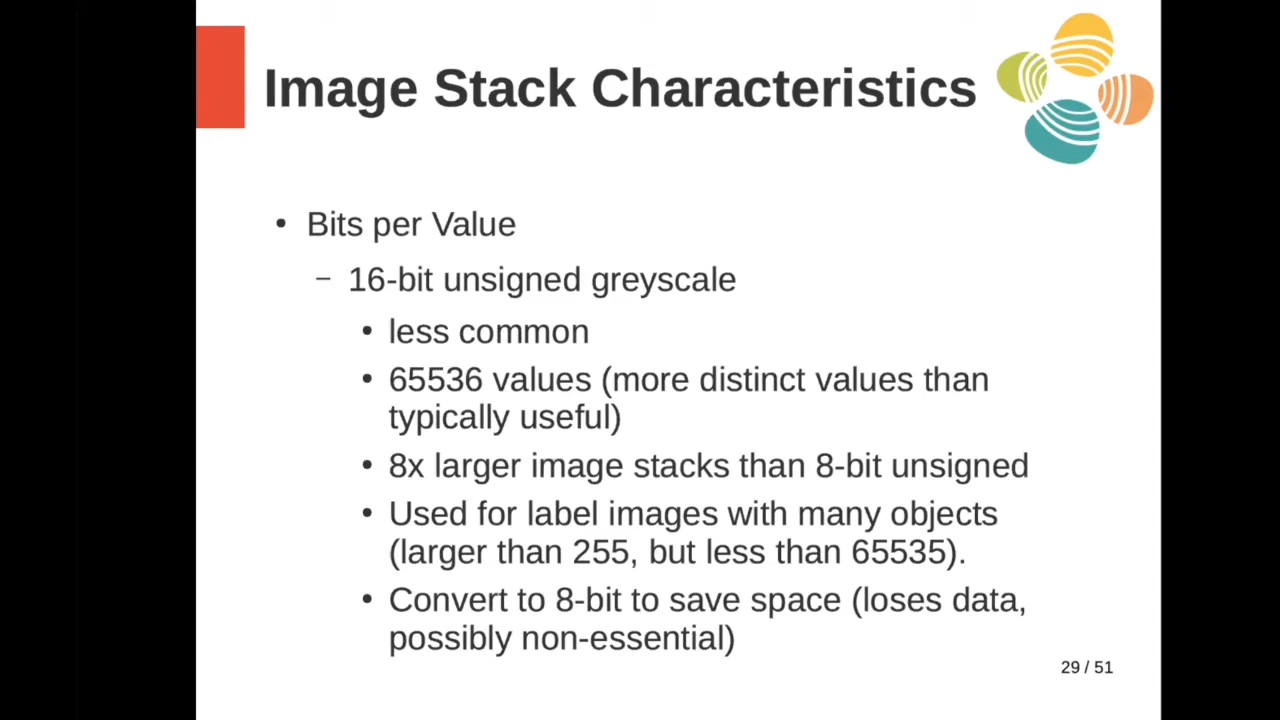 Image Stack Characteristics
• Bits per Value
– 16-bit unsigned greyscale
• less common
• 65536 values (more distinct values than
typically useful)
• 8x larger image stacks than 8-bit unsigned
• Used for label images with many objects
(larger than 255, but less than 65535).
• Convert to 8-bit to save space (loses data,
possibly non-essential)
29 / 51